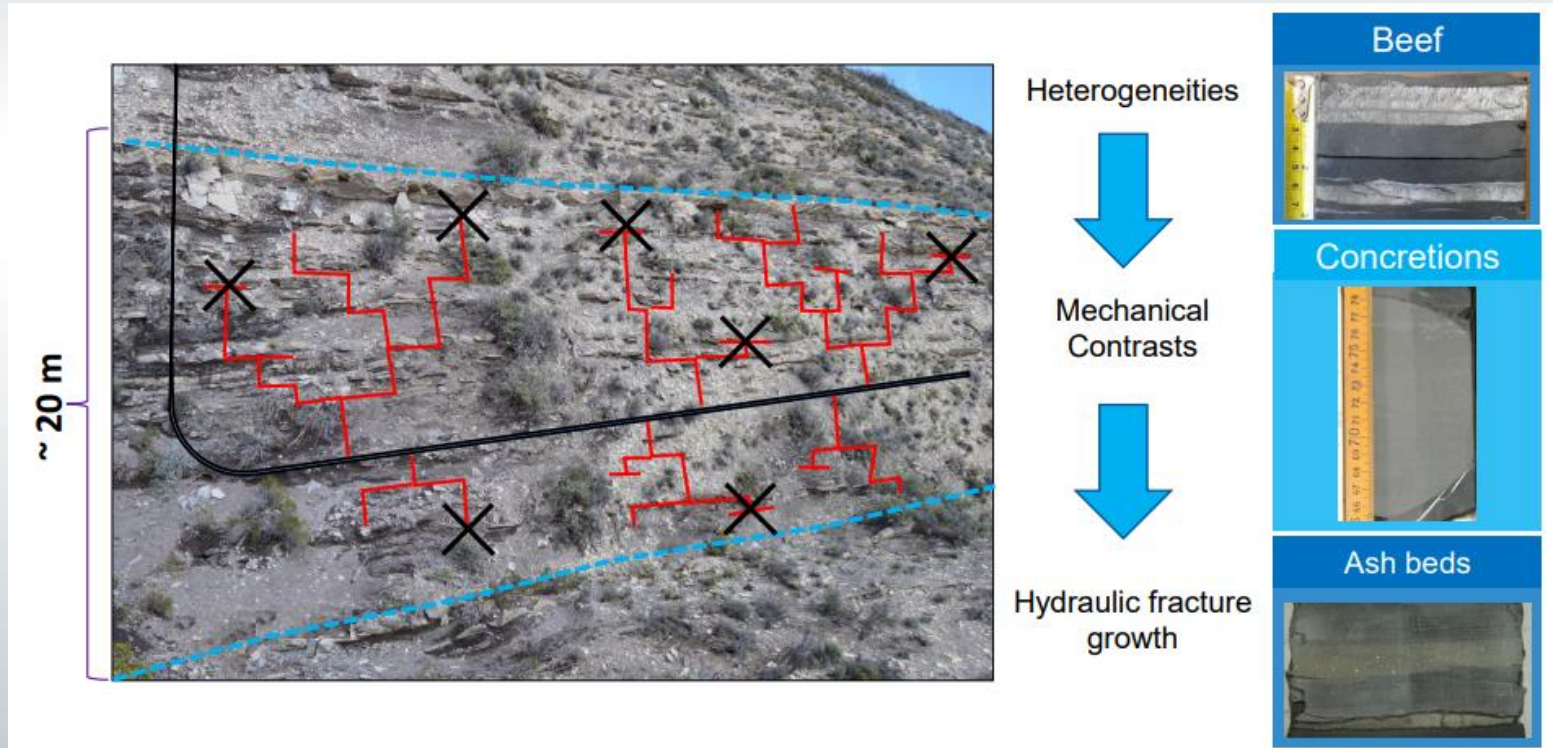 ~ 20 m
Heterogeneities
Mechanical
Contrasts
Hydraulic fracture
growth
Beef
Concretions
Ash beds